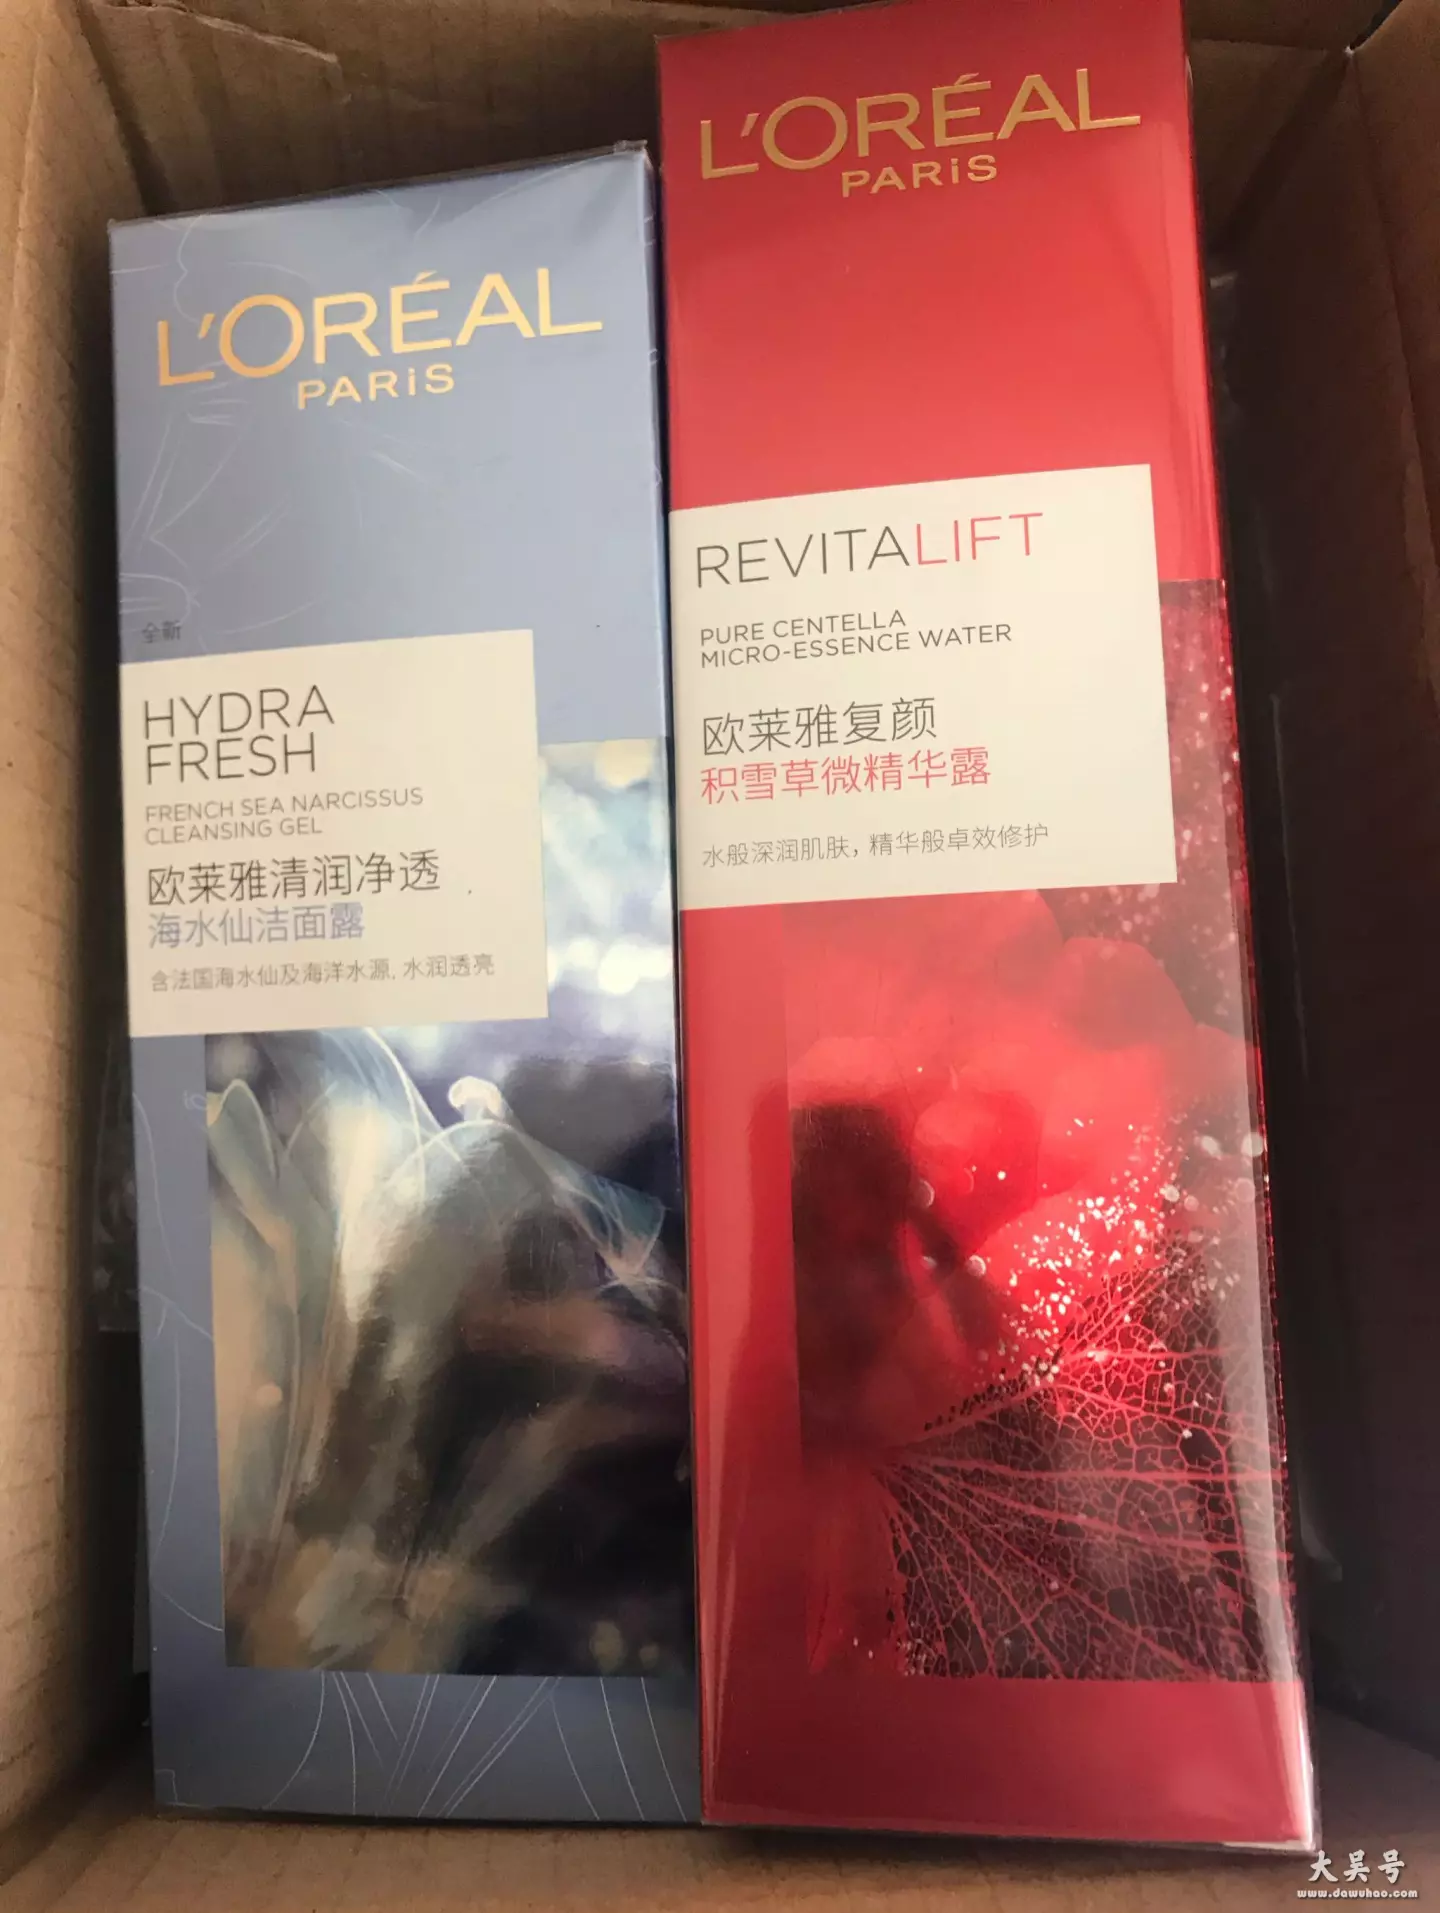 L'ORÉAL
PARiS
全新
HYDRA
FRESH
FRENCH SEA NARCISSUS
CLEANSING GEL
欧莱雅清润净透
海水仙洁面露
含法国海水仙及海洋水源, 水润透亮
L'ORÉAL
PARiS
REVITALIFT
PURE CENTELLA
MICRO-ESSENCE WATER
欧莱雅复颜
积雪草微精华露
水般深润肌肤, 精华般卓效修护
大吴号
www.dawuhao.com